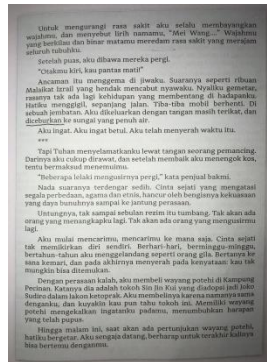 Untuk mengurangi rasa sakit aku selalu membayangkan
wajahmu, dan menyebut lirih namamu, "Mei Wang..." Wajahmu
yang berkilau dan binar matamu meredam rasa sakit yang merajam
seluruh tubuhku.
Setelah puas, aku dibawa mereka pergi.
"Otakmu kiri, kau pantas mati!"
Ancaman itu menggema di jiwaku. Suaranya seperti ribuan
Malaikat Izrail yang hendak mencabut nyawaku. Nyaliku gemetar,
rasanya tak ada lagi kehidupan yang membentang di hadapanku.
Hatiku menggigil, sepanjang jalan. Tiba-tiba mobil berhenti. Di
sebuah jembatan. Aku dikeluarkan dengan tangan masih terikat, dan
diceburkan ke sungai yang penuh air.
Aku ingat. Aku ingat betul. Aku telah menyerah waktu itu.
***
Tapi Tuhan menyelamatkanku lewat tangan seorang pemancing.
Darinya aku cukup dirawat, dan setelah membaik aku menengok kos,
tentu bermaksud menemuimu.
"Beberapa lelaki mengusirnya pergi," kata penjual bakmi.
Nada suaranya terdengar sedih. Cinta sejati yang mengatasi
segala perbedaan, agama dan etnis, hancur oleh bengisnya kekuasaan
yang daya bunuhnya sampai ke jantung perasaan.
Untungnya, tak sampai sebulan rezim itu tumbang. Tak akan ada
orang yang menangkapku lagi. Tak akan ada orang yang mengusirmu
lagi.
Aku mulai mencarimu, mencarimu ke mana saja. Cinta sejati
tak memikirkan diri sendiri. Berhari-hari, berminggu-minggu,
bertahun-tahun aku menggelandang seperti orang gila. Bertanya ke
sana kemari, dan pada akhirnya menyerah pada kenyataan: kau tak
mungkin bisa ditemukan.
Dengan perasaan kalah, aku membeli wayang potehi di Kampung
Pecinan. Katanya dia adalah tokoh Sin Jin Kui yang diadopsi jadi Joko
Sudiro dalam lakon ketoprak. Aku membelinya karena namanya sama
denganku, dan kuyakin kau pun tahu tokoh ini. Memiliki wayang
potehi mengekalkan ingatanku padamu, menumbuhkan harapan
yang telah pupus.
Hingga malam ini, saat akan ada pertunjukan wayang potehi,
hatiku bergetar. Aku sengaja datang, berharap untuk terakhir kalinya
bisa bertemu denganmu.